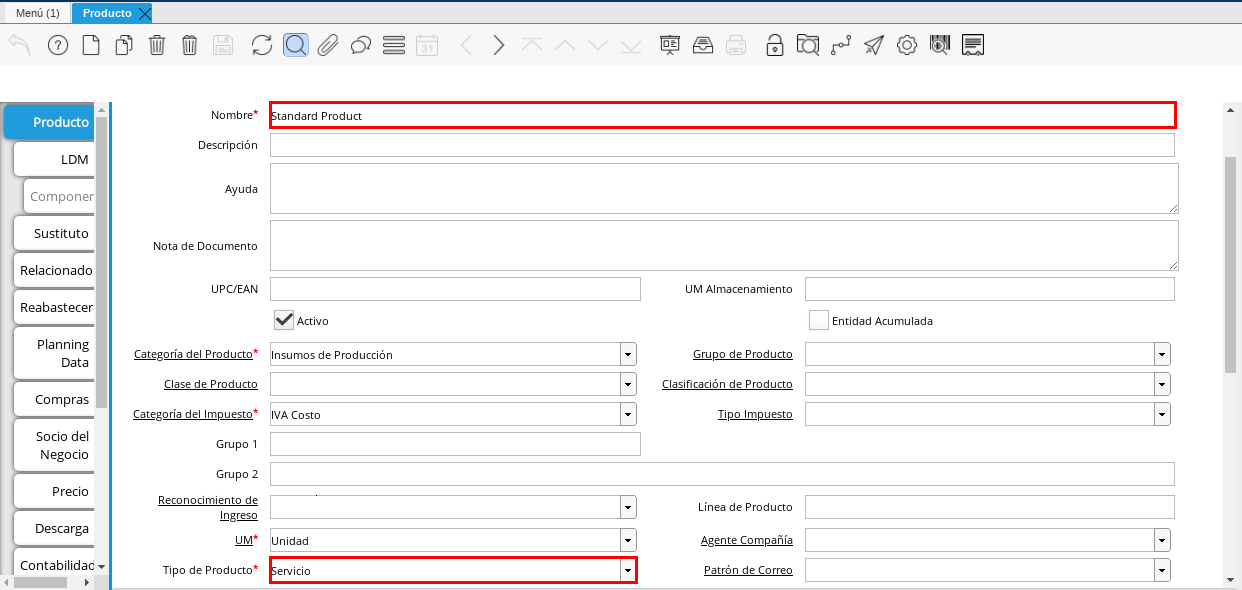 Menú (1)
Producto
31
Producto
LDM
Componer
Sustituto
Relacionado
Reabastecer
Planning
Data
Compras
Socio del
Negocio
Precio
Descarga
Contabilidad
Nombre* Standard Product
Descripción
Ayuda
Nota de Documento
UPC/EAN UM Almacenamiento
Activo Entidad Acumulada
Categoría del Producto* Insumos de Producción Grupo de Producto
Clase de Producto Clasificación de Producto
Categoría del Impuesto* IVA Costo Tipo Impuesto
Grupo 1
Grupo 2
Reconocimiento de
Ingreso Línea de Producto
UM* Unidad Agente Compañía
Tipo de Producto* Servicio Patrón de Correo